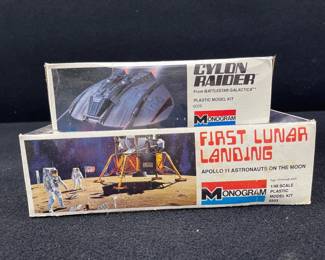 CYLON
RAIDER
From BATTLESTAR GALACTICA™
PLASTIC MODEL KIT
MONOGRAM
FIRST LUNAR
LANDING
APOLLO 11 ASTRONAUTS ON THE MOON
MONOGRAM
1/48 SCALE
PLASTIC
MODEL KIT